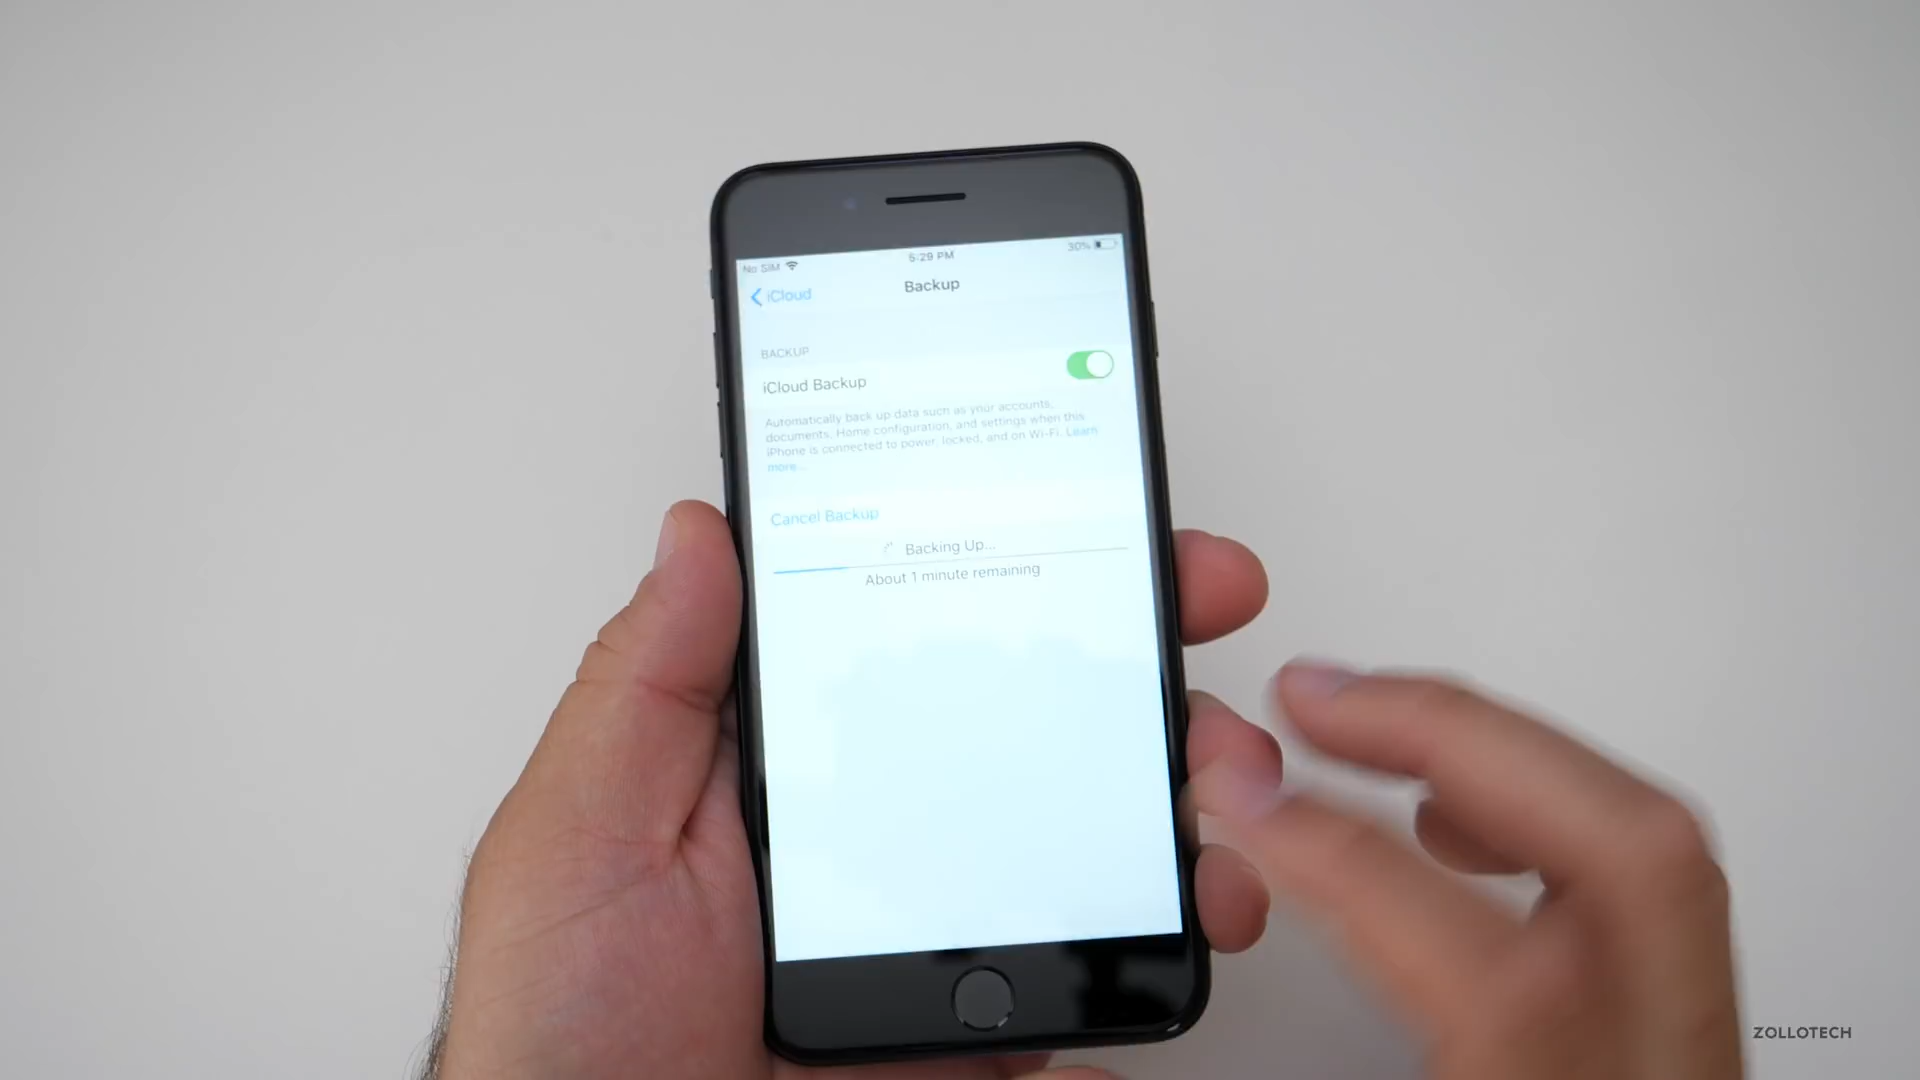 No SIM 5:29 PM 30%
iCloud Backup
BACKUP
iCloud Backup
Automatically back up data such as your accounts,
documents, Home configuration, and settings when this
iPhone is connected to power, locked, and on Wi-Fi. Learn
more...
Cancel Backup
Backing Up...
About 1 minute remaining
ZOLLOTECH